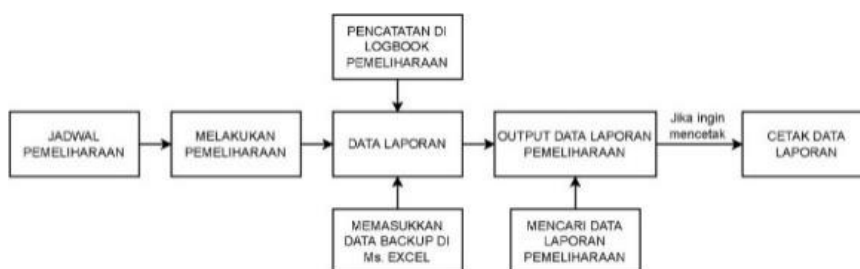 PENCATATAN DI
LOGBOOK
PEMELIHARAAN
JADWAL
PEMELIHARAAN
MELAKUKAN
PEMELIHARAAN
DATA LAPORAN
OUTPUT DATA LAPORAN
PEMELIHARAAN
Jika ingin
mencetak
CETAK DATA
LAPORAN
MEMASUKKAN
DATA BACKUP DI
Ms. EXCEL
MENCARI DATA
LAPORAN
PEMELIHARAAN